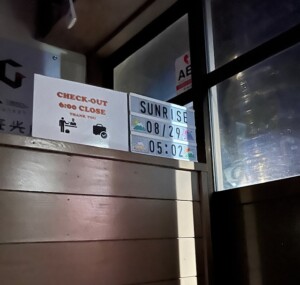 CHECK-OUT
6:00 CLOSE
THANK YOU
SUNRISE
08/29
05:02